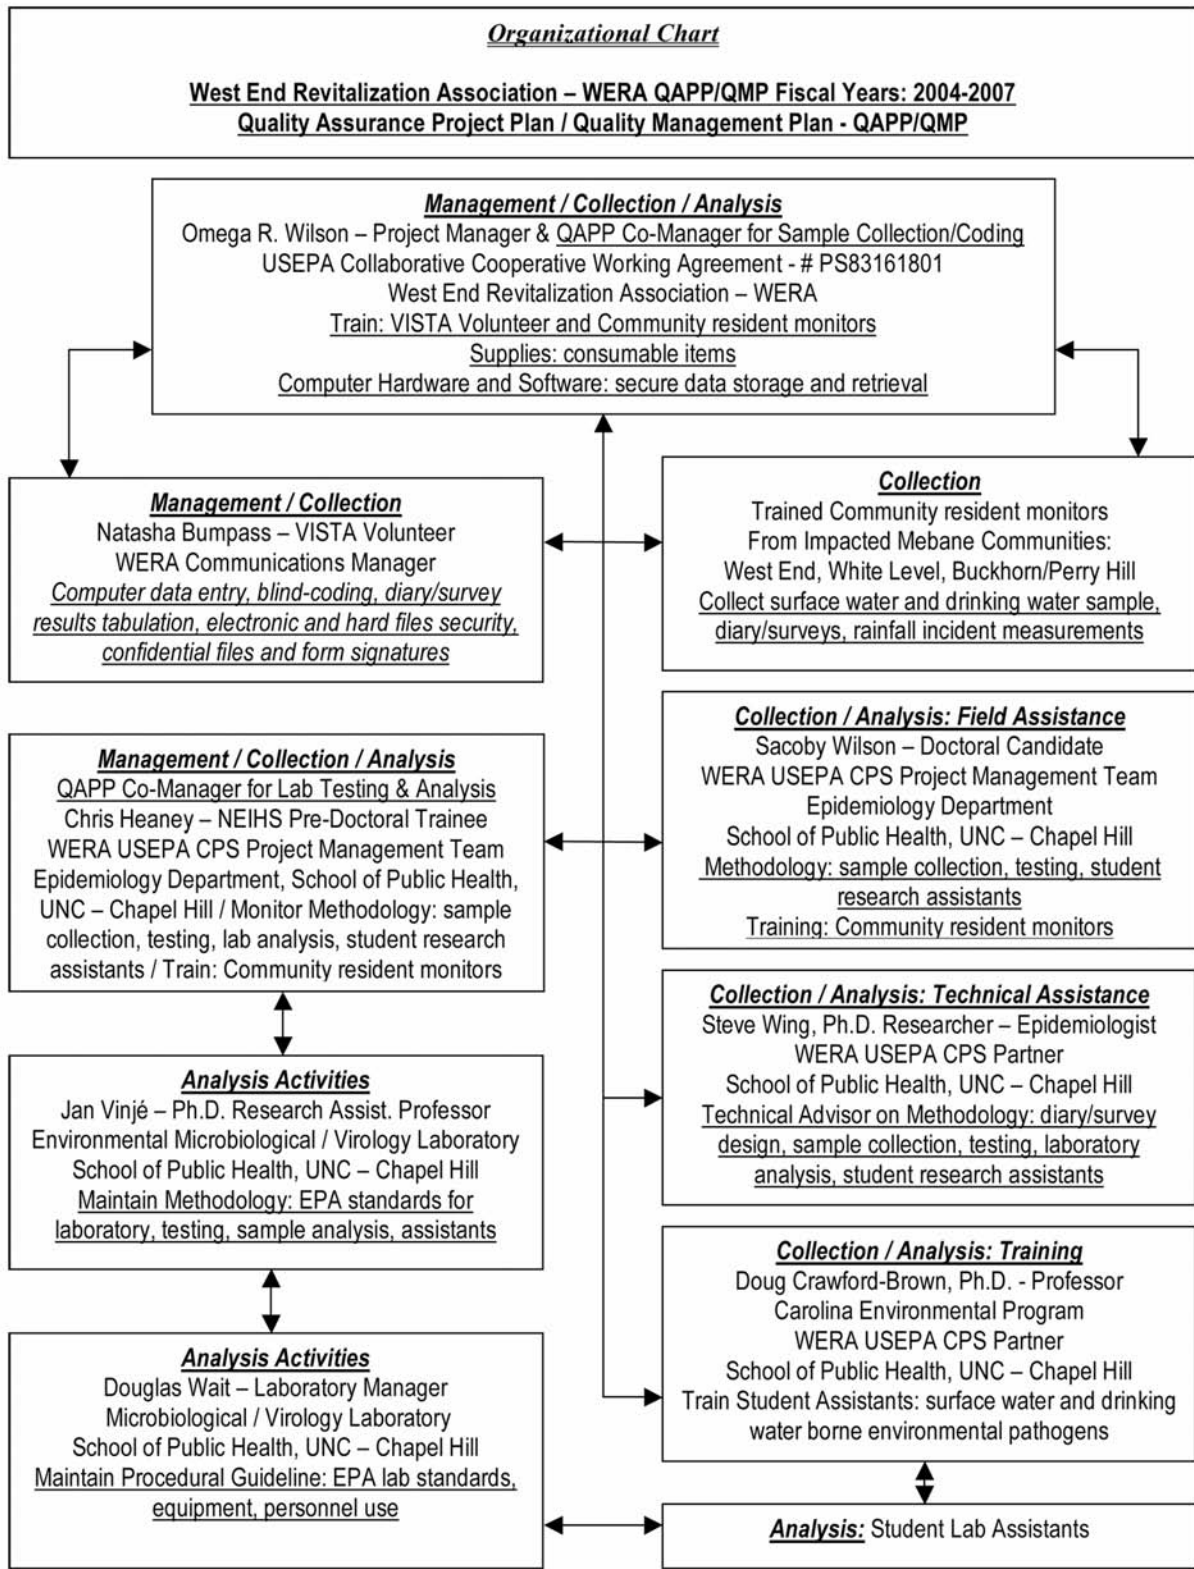 Organizational Chart
West End Revitalization Association – WERA QAPP/QMP Fiscal Years: 2004-2007
Quality Assurance Project Plan / Quality Management Plan - QAPP/QMP
Management / Collection / Analysis
Omega R. Wilson – Project Manager & QAPP Co-Manager for Sample Collection/Coding
USEPA Collaborative Cooperative Working Agreement - # PS83161801
West End Revitalization Association – WERA
Train: VISTA Volunteer and Community resident monitors
Supplies: consumable items
Computer Hardware and Software: secure data storage and retrieval
Management / Collection
Natasha Bumpass – VISTA Volunteer
WERA Communications Manager
Computer data entry, blind-coding, diary/survey
results tabulation, electronic and hard files security,
confidential files and form signatures
Collection
Trained Community resident monitors
From Impacted Mebane Communities:
West End, White Level, Buckhorn/Perry Hill
Collect surface water and drinking water sample,
diary/surveys, rainfall incident measurements
Management / Collection / Analysis
QAPP Co-Manager for Lab Testing & Analysis
Chris Heaney – NEIHS Pre-Doctoral Trainee
WERA USEPA CPS Project Management Team
Epidemiology Department, School of Public Health,
UNC – Chapel Hill / Monitor Methodology: sample
collection, testing, lab analysis, student research
assistants / Train: Community resident monitors
Collection / Analysis: Field Assistance
Sacoby Wilson – Doctoral Candidate
WERA USEPA CPS Project Management Team
Epidemiology Department
School of Public Health, UNC – Chapel Hill
Methodology: sample collection, testing, student
research assistants
Training: Community resident monitors
Analysis Activities
Jan Vinjé – Ph.D. Research Assist. Professor
Environmental Microbiological / Virology Laboratory
School of Public Health, UNC – Chapel Hill
Maintain Methodology: EPA standards for
laboratory, testing, sample analysis, assistants
Collection / Analysis: Technical Assistance
Steve Wing, Ph.D. Researcher – Epidemiologist
WERA USEPA CPS Partner
School of Public Health, UNC – Chapel Hill
Technical Advisor on Methodology: diary/survey
design, sample collection, testing, laboratory
analysis, student research assistants
Analysis Activities
Douglas Wait – Laboratory Manager
Microbiological / Virology Laboratory
School of Public Health, UNC – Chapel Hill
Maintain Procedural Guideline: EPA lab standards,
equipment, personnel use
Collection / Analysis: Training
Doug Crawford-Brown, Ph.D. - Professor
Carolina Environmental Program
WERA USEPA CPS Partner
School of Public Health, UNC – Chapel Hill
Train Student Assistants: surface water and drinking
water borne environmental pathogens
Analysis: Student Lab Assistants